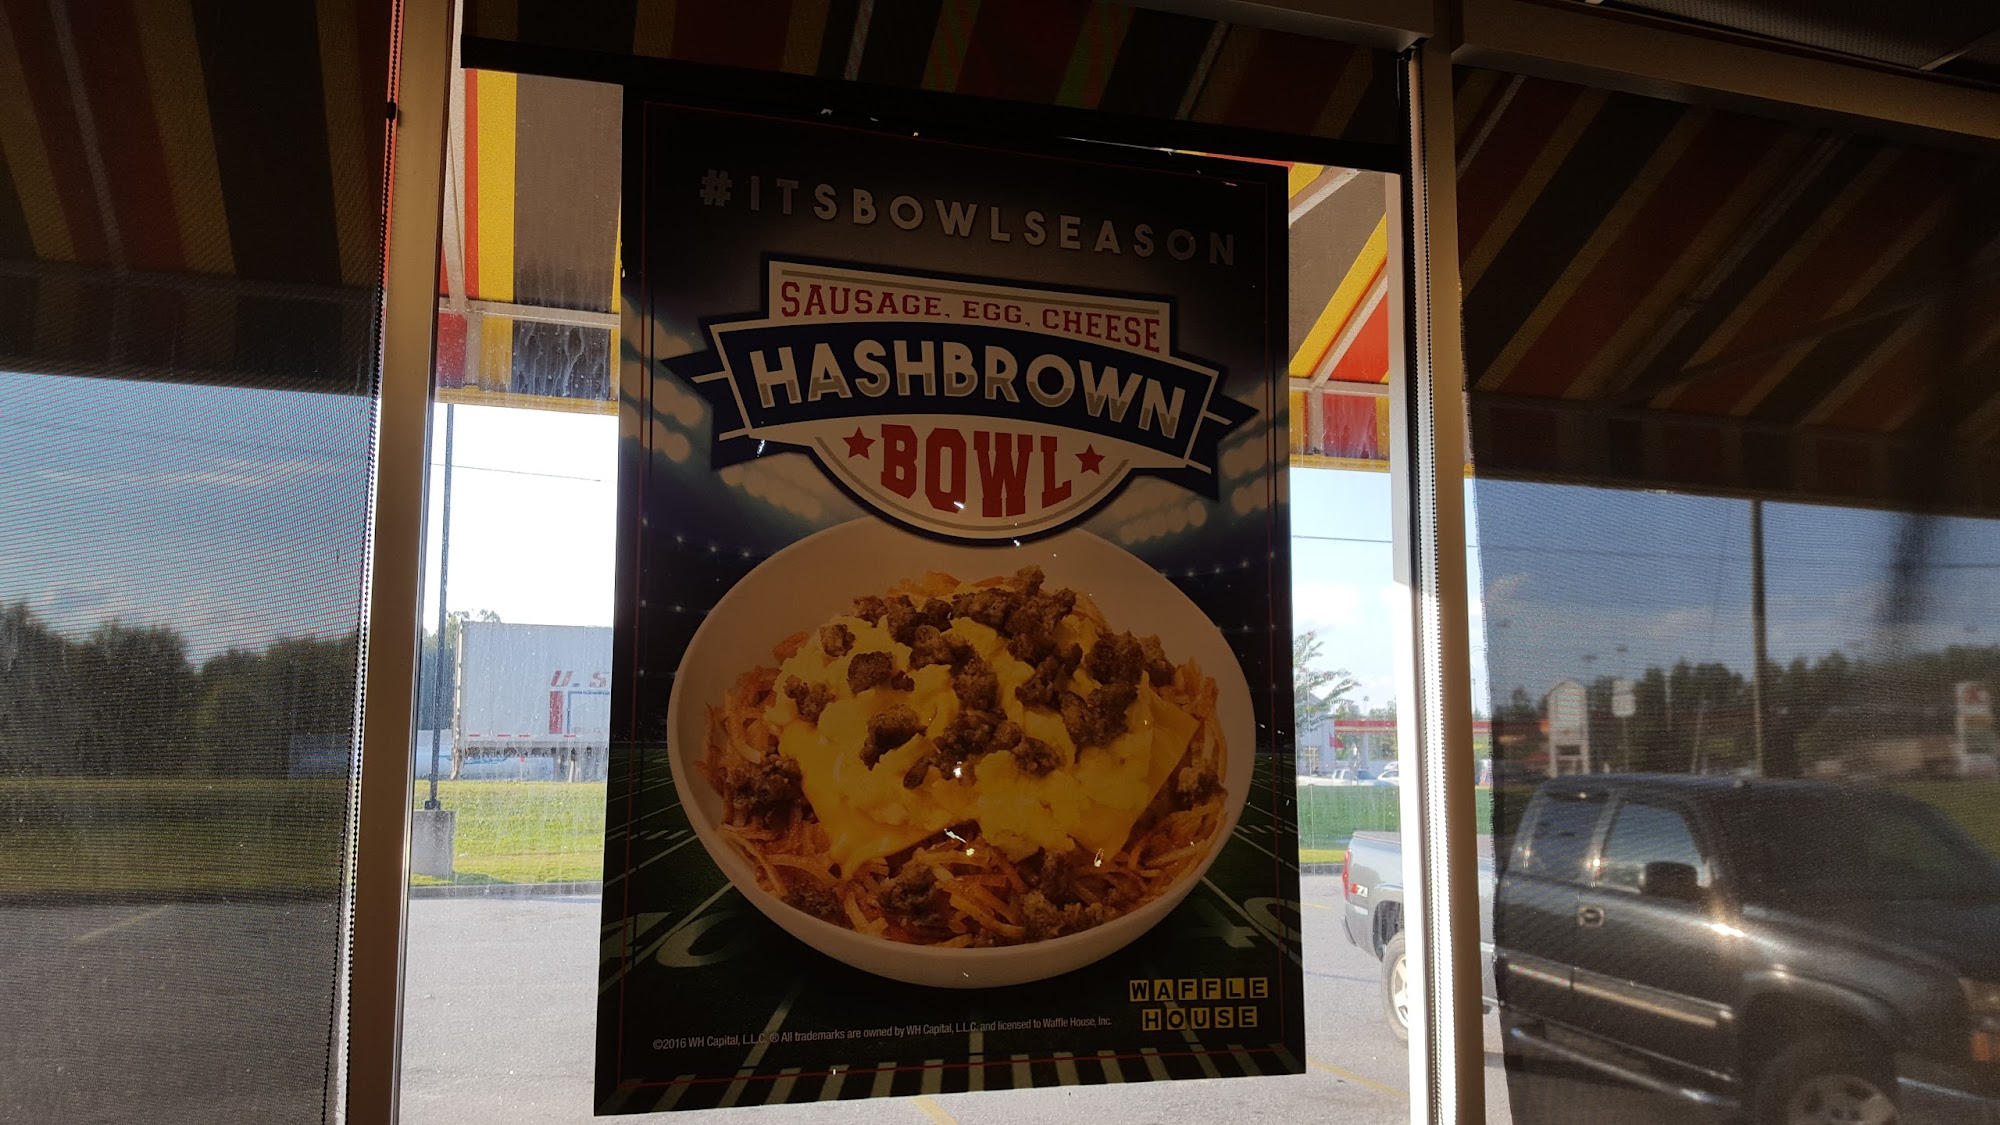 #ITSBOWLSEASON
SAUSAGE, EGG, CHEESE
HASHBROWN
BOWL
WAFFLE
HOUSE
©2016 WH Capital, L.L.C. ® All trademarks are owned by WH Capital, L.L.C. and licensed to Waffle House, Inc.
U.S